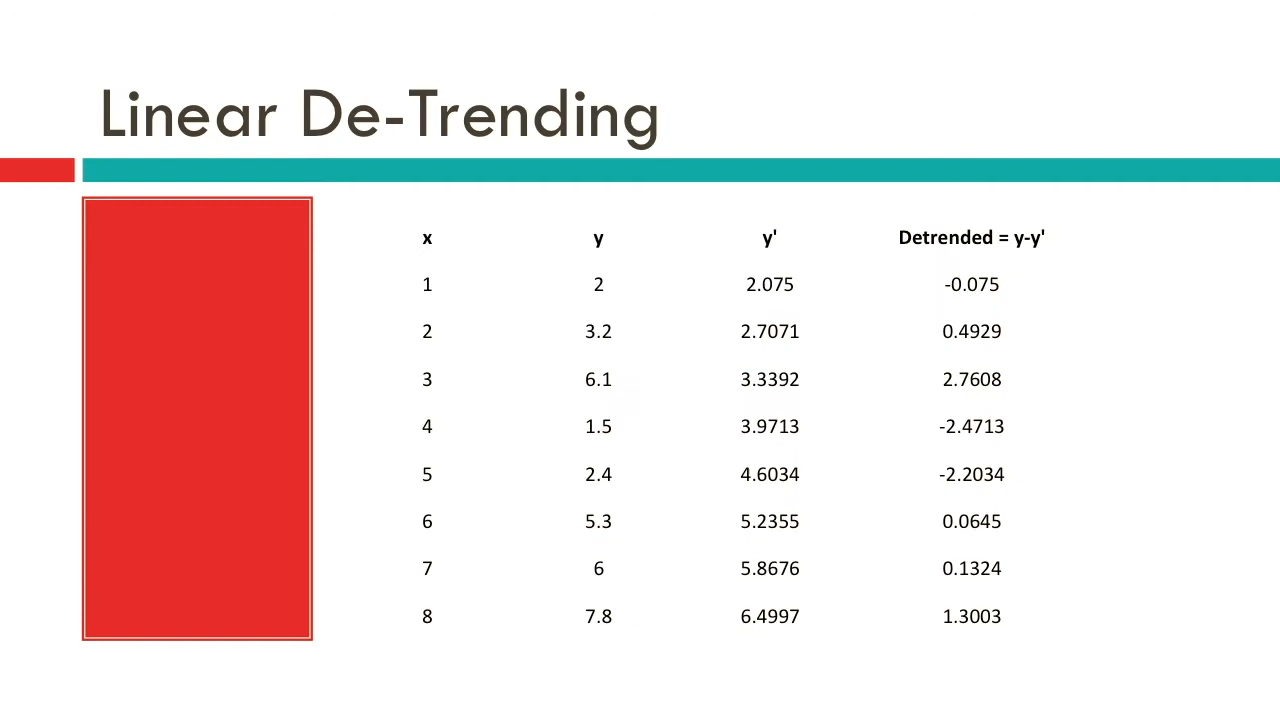 Linear De-Trending
x y y' Detrended = y-y'
1 2 2.075 -0.075
2 3.2 2.7071 0.4929
3 6.1 3.3392 2.7608
4 1.5 3.9713 -2.4713
5 2.4 4.6034 -2.2034
6 5.3 5.2355 0.0645
7 6 5.8676 0.1324
8 7.8 6.4997 1.3003